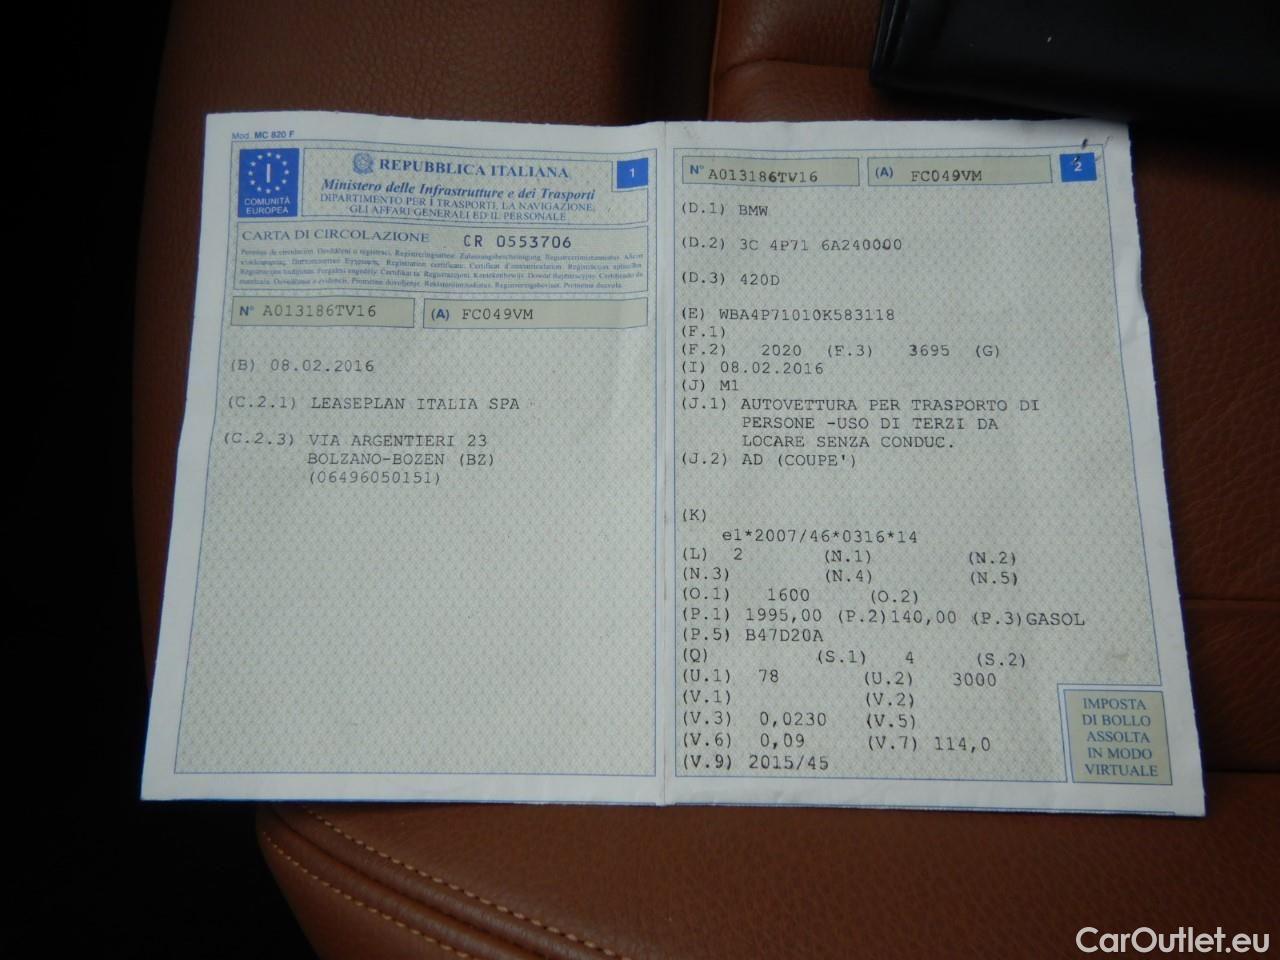 Mod. MC 820 F
I
COMUNITÀ
EUROPEA
REPUBBLICA ITALIANA
1
Ministero delle Infrastrutture e dei Trasporti
DIPARTIMENTO PER I TRASPORTI, LA NAVIGAZIONE,
GLI AFFARI GENERALI ED IL PERSONALE
CARTA DI CIRCOLAZIONE CR 0553706
N° A013186TV16 (A) FC049VM
(B) 08.02.2016
(C.2.1) LEASEPLAN ITALIA SPA
(C.2.3) VIA ARGENTIERI 23
BOLZANO-BOZEN (BZ)
(06496050151)
N° A013186TV16 (A) FC049VM
2
(D.1) BMW
(D.2) 3C 4P71 6A240000
(D.3) 420D
(E) WBA4P71010K583118
(F.1)
(F.2) 2020 (F.3) 3695 (G)
(I) 08.02.2016
(J) M1
(J.1) AUTOVETTURA PER TRASPORTO DI
PERSONE -USO DI TERZI DA
LOCARE SENZA CONDUC.
(J.2) AD (COUPE')
(K)
e1*2007/46*0316*14
(L) 2 (N.1) (N.2)
(N.3) (N.4) (N.5)
(O.1) 1600 (O.2)
(P.1) 1995,00 (P.2)140,00 (P.3)GASOL
(P.5) B47D20A
(Q) (S.1) 4 (S.2)
(U.1) 78 (U.2) 3000
(V.1) (V.2)
(V.3) 0,0230 (V.5)
(V.6) 0,09 (V.7) 114,0
(V.9) 2015/45
IMPOSTA
DI BOLLO
ASSOLTA
IN MODO
VIRTUALE
CarOutlet.eu